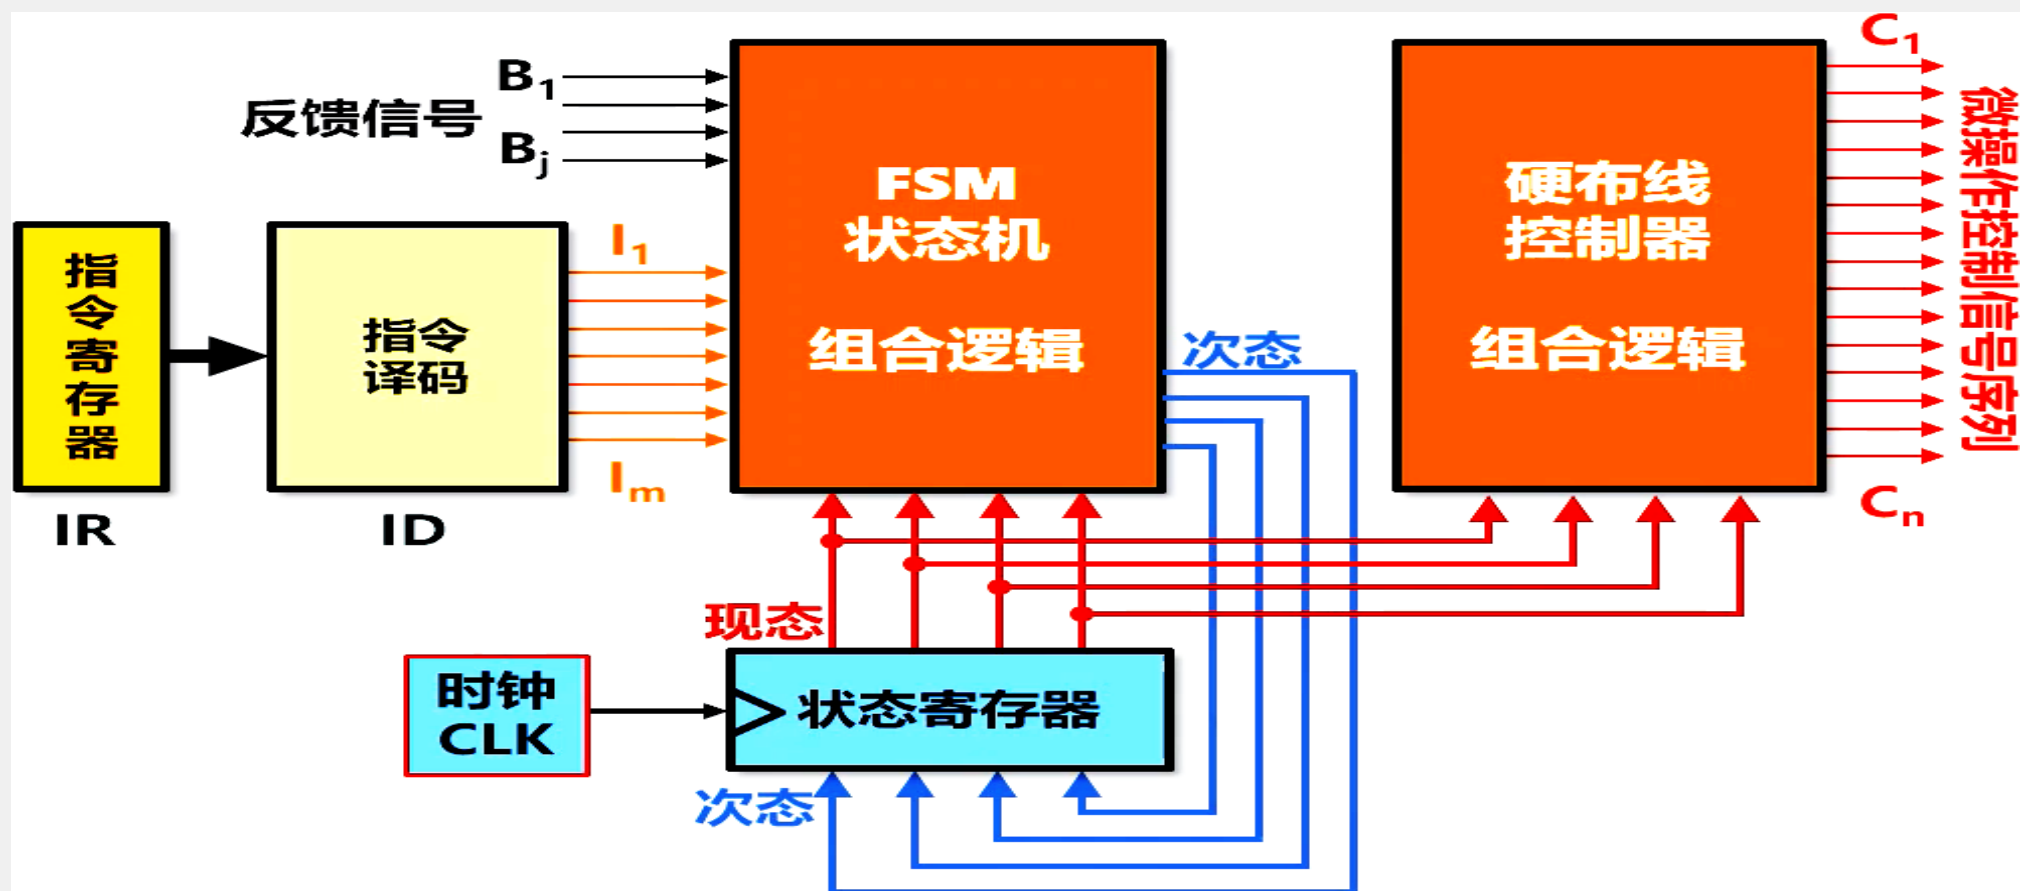 B1
反馈信号
Bj
指令寄存器
IR
指令
译码
ID
I1
Im
FSM
状态机
组合逻辑
次态
硬布线
控制器
组合逻辑
C1
微操作控制信号序列
Cn
现态
时钟
CLK
状态寄存器
次态